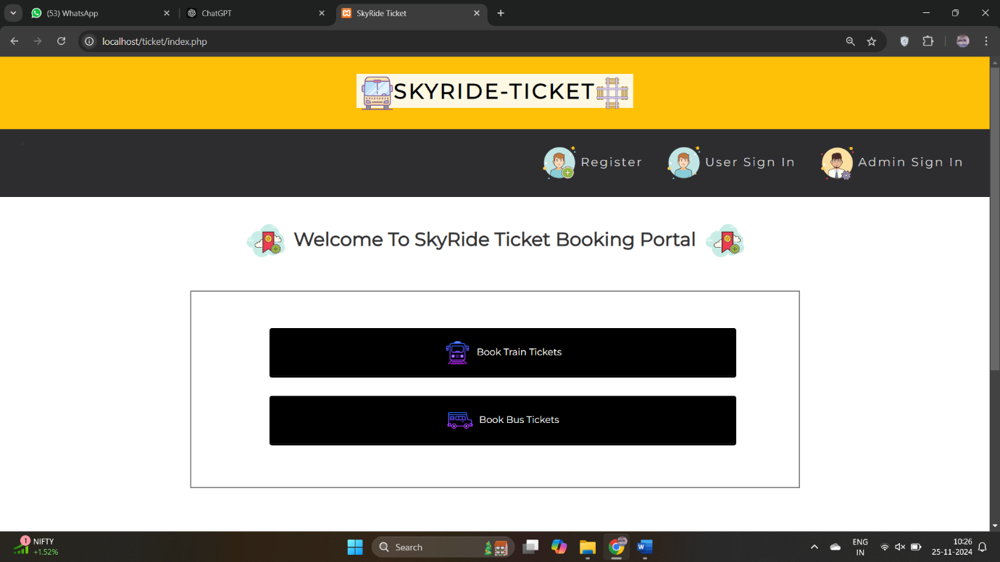 (53) WhatsApp
ChatGPT
SkyRide Ticket
localhost/ticket/index.php
SKYRIDE-TICKET
Register
User Sign In
Admin Sign In
Welcome To SkyRide Ticket Booking Portal
Book Train Tickets
Book Bus Tickets
1
NIFTY
+1.52%
Search
W
ENG
IN
10:26
25-11-2024